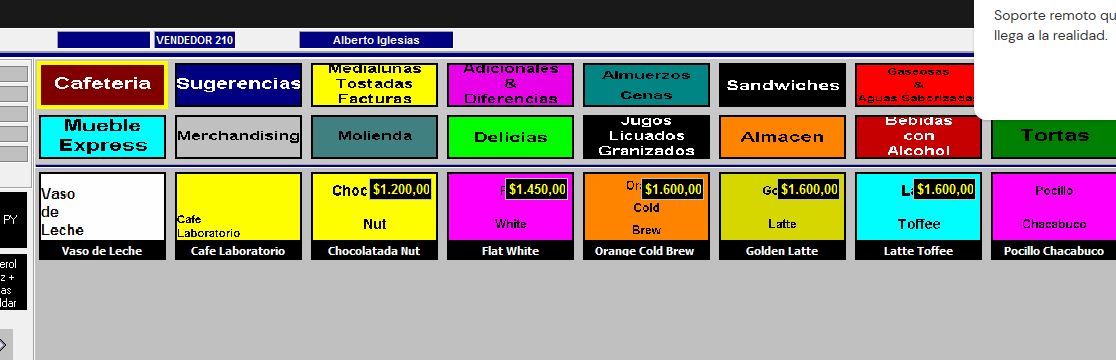 Soporte remoto qu
llega a la realidad.
VENDEDOR 210
Alberto Iglesias
Cafeteria
Sugerencias
Medialunas
Tostadas
Facturas
Adicionales
&
Diferencias
Almuerzos
Cenas
Sandwiches
Gaseosas
&
Aguas Saborizadas
Mueble
Express
Merchandising
Molienda
Delicias
Jugos
Licuados
Granizados
Almacen
Bebidas
con
Alcohol
Tortas
PY
erol
z +
as
ldar
Vaso
de
Leche
Vaso de Leche
Cafe
Laboratorio
Cafe Laboratorio
Choc $1.200,00
Nut
Chocolatada Nut
F $1.450,00
White
Flat White
Ora $1.600,00
Cold
Brew
Orange Cold Brew
Go $1.600,00
Latte
Golden Latte
La $1.600,00
Toffee
Latte Toffee
Pocillo
Chacabuco
Pocillo Chacabuco